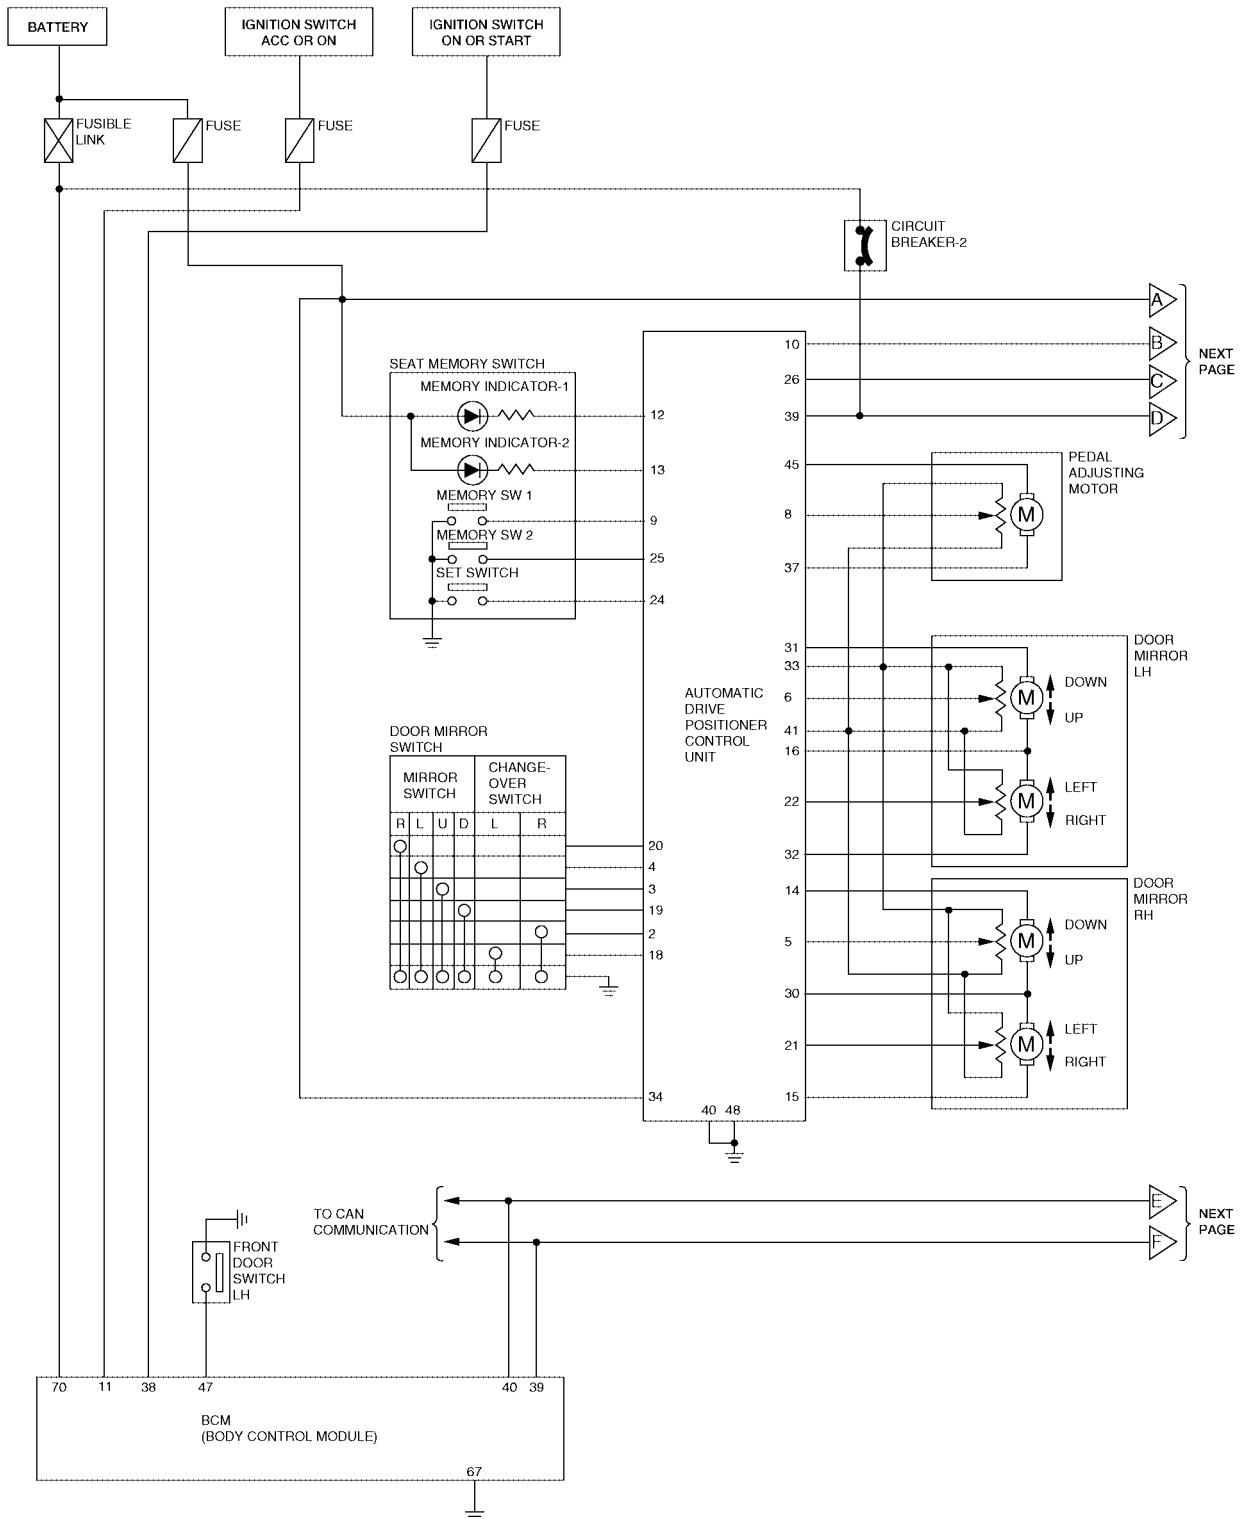 BATTERY
IGNITION SWITCH
ACC OR ON
IGNITION SWITCH
ON OR START
FUSIBLE
LINK
FUSE
FUSE
FUSE
CIRCUIT
BREAKER-2
A
B
C
D
NEXT
PAGE
SEAT MEMORY SWITCH
MEMORY INDICATOR-1
MEMORY INDICATOR-2
MEMORY SW 1
MEMORY SW 2
SET SWITCH
12
13
9
25
24
10
26
39
45
8
37
PEDAL
ADJUSTING
MOTOR
M
31
33
6
41
16
22
32
DOOR
MIRROR
LH
M
DOWN
UP
M
LEFT
RIGHT
AUTOMATIC
DRIVE
POSITIONER
CONTROL
UNIT
DOOR MIRROR
SWITCH
MIRROR
SWITCH
CHANGE-
OVER
SWITCH
R L U D L R
20
4
3
19
2
18
34
14
5
30
21
15
DOOR
MIRROR
RH
M
DOWN
UP
M
LEFT
RIGHT
40 48
TO CAN
COMMUNICATION
E
F
NEXT
PAGE
FRONT
DOOR
SWITCH
LH
70 11 38 47 40 39
BCM
(BODY CONTROL MODULE)
67